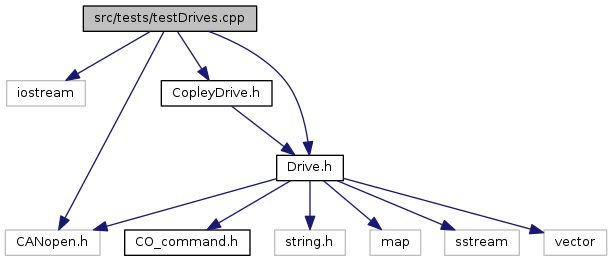 src/tests/testDrives.cpp
iostream
CopleyDrive.h
Drive.h
CANopen.h
CO_command.h
string.h
map
sstream
vector